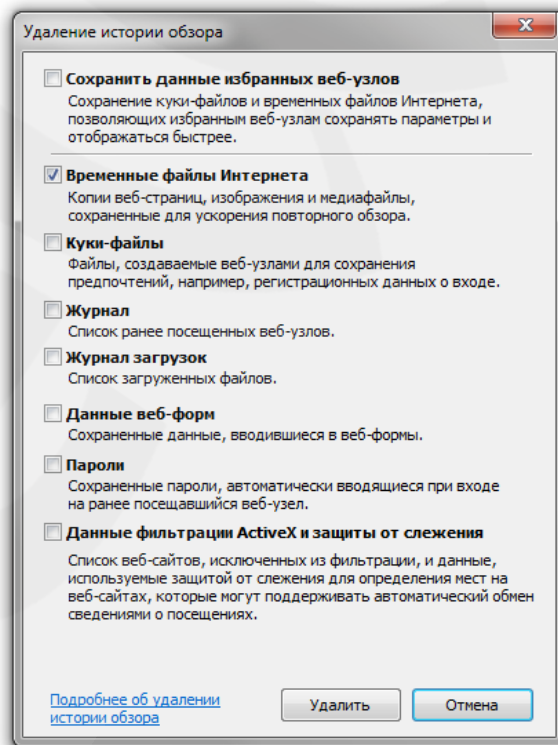 Удаление истории обзора
Сохранить данные избранных веб-узлов
Сохранение куки-файлов и временных файлов Интернета,
позволяющих избранным веб-узлам сохранять параметры и
отображаться быстрее.
Временные файлы Интернета
Копии веб-страниц, изображения и медиафайлы,
сохраненные для ускорения повторного обзора.
Куки-файлы
Файлы, создаваемые веб-узлами для сохранения
предпочтений, например, регистрационных данных о входе.
Журнал
Список ранее посещенных веб-узлов.
Журнал загрузок
Список загруженных файлов.
Данные веб-форм
Сохраненные данные, вводившиеся в веб-формы.
Пароли
Сохраненные пароли, автоматически вводящиеся при входе
на ранее посещавшийся веб-узел.
Данные фильтрации ActiveX и защиты от слежения
Список веб-сайтов, исключенных из фильтрации, и данные,
используемые защитой от слежения для определения мест на
веб-сайтах, которые могут поддерживать автоматический обмен
сведениями о посещениях.
Подробнее об удалении
истории обзора
Удалить
Отмена